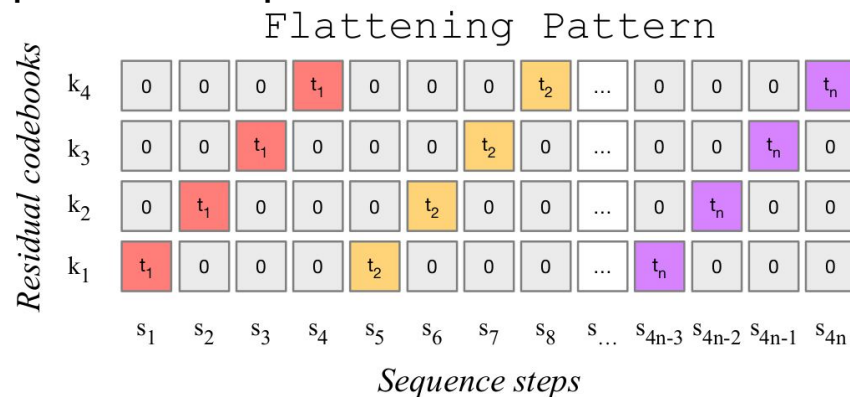 Flattening Pattern
Residual codebooks
k4 0 0 0 t1 0 0 0 t2 ... 0 0 0 tn
k3 0 0 t1 0 0 0 t2 0 ... 0 0 tn 0
k2 0 t1 0 0 0 t2 0 0 ... 0 tn 0 0
k1 t1 0 0 0 t2 0 0 0 ... tn 0 0 0
s1 s2 s3 s4 s5 s6 s7 s8 s... s4n-3 s4n-2 s4n-1 s4n
Sequence steps